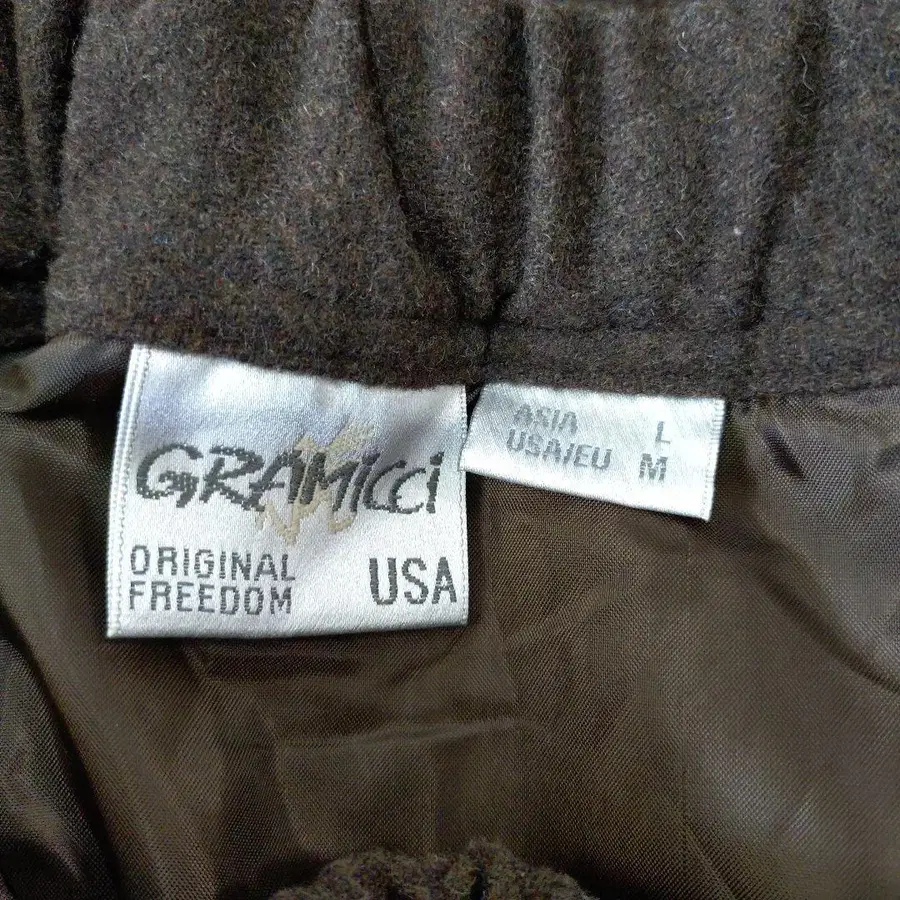 GRAMicci
ORIGINAL
FREEDOM
USA
ASIA L
USA/EU M